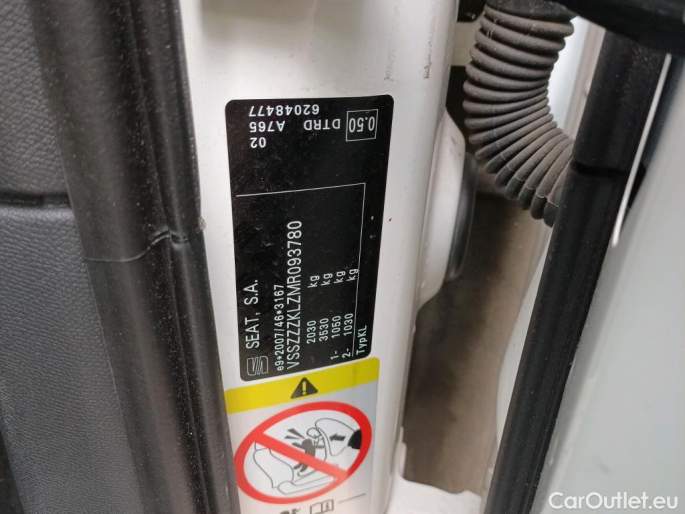 SEAT, S.A.
e9*2007/46*3167
VSSZZZKLZMR093780
2030 kg
3530 kg
1- 1050 kg
2- 1030 kg
TypKL
02
A765
62048477
DTRD
0.50
CarOutlet.eu